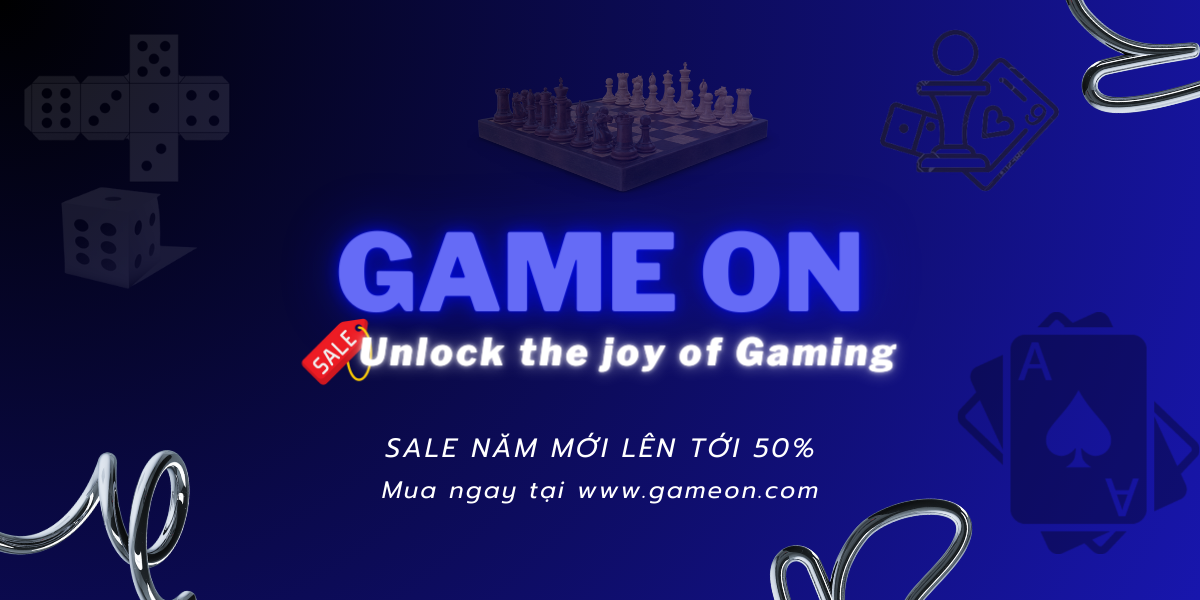 GAME ON
SALE
Unlock the joy of Gaming
SALE NĂM MỚI LÊN TỚI 50%
Mua ngay tại www.gameon.com
A
A